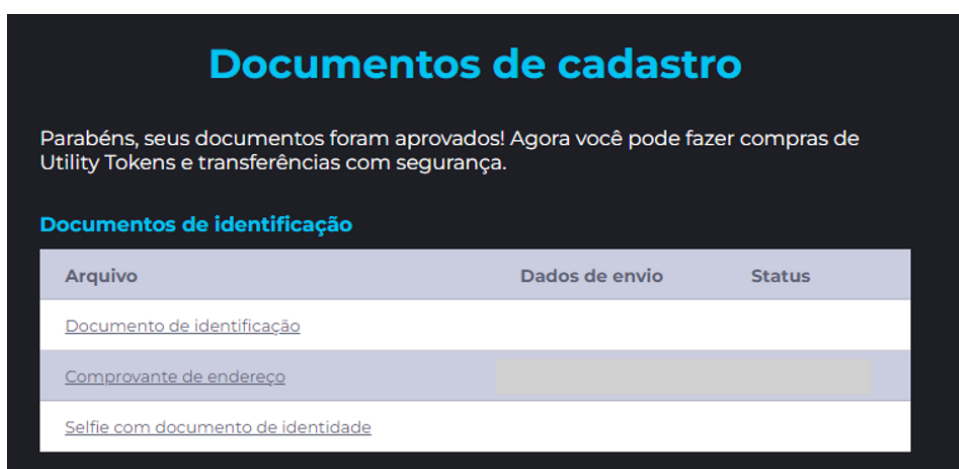 Documentos de cadastro
Parabéns, seus documentos foram aprovados! Agora você pode fazer compras de
Utility Tokens e transferências com segurança.
Documentos de identificação
Arquivo Dados de envio Status
Documento de identificação
Comprovante de endereço
Selfie com documento de identidade